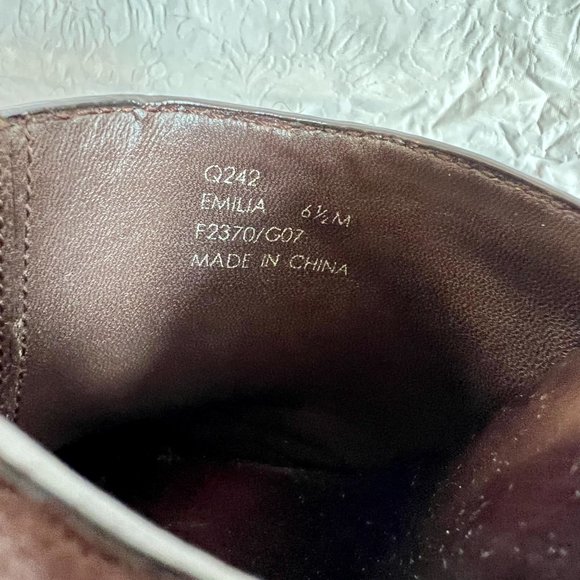 Q242
EMILIA 6½M
F2370/G07
MADE IN CHINA